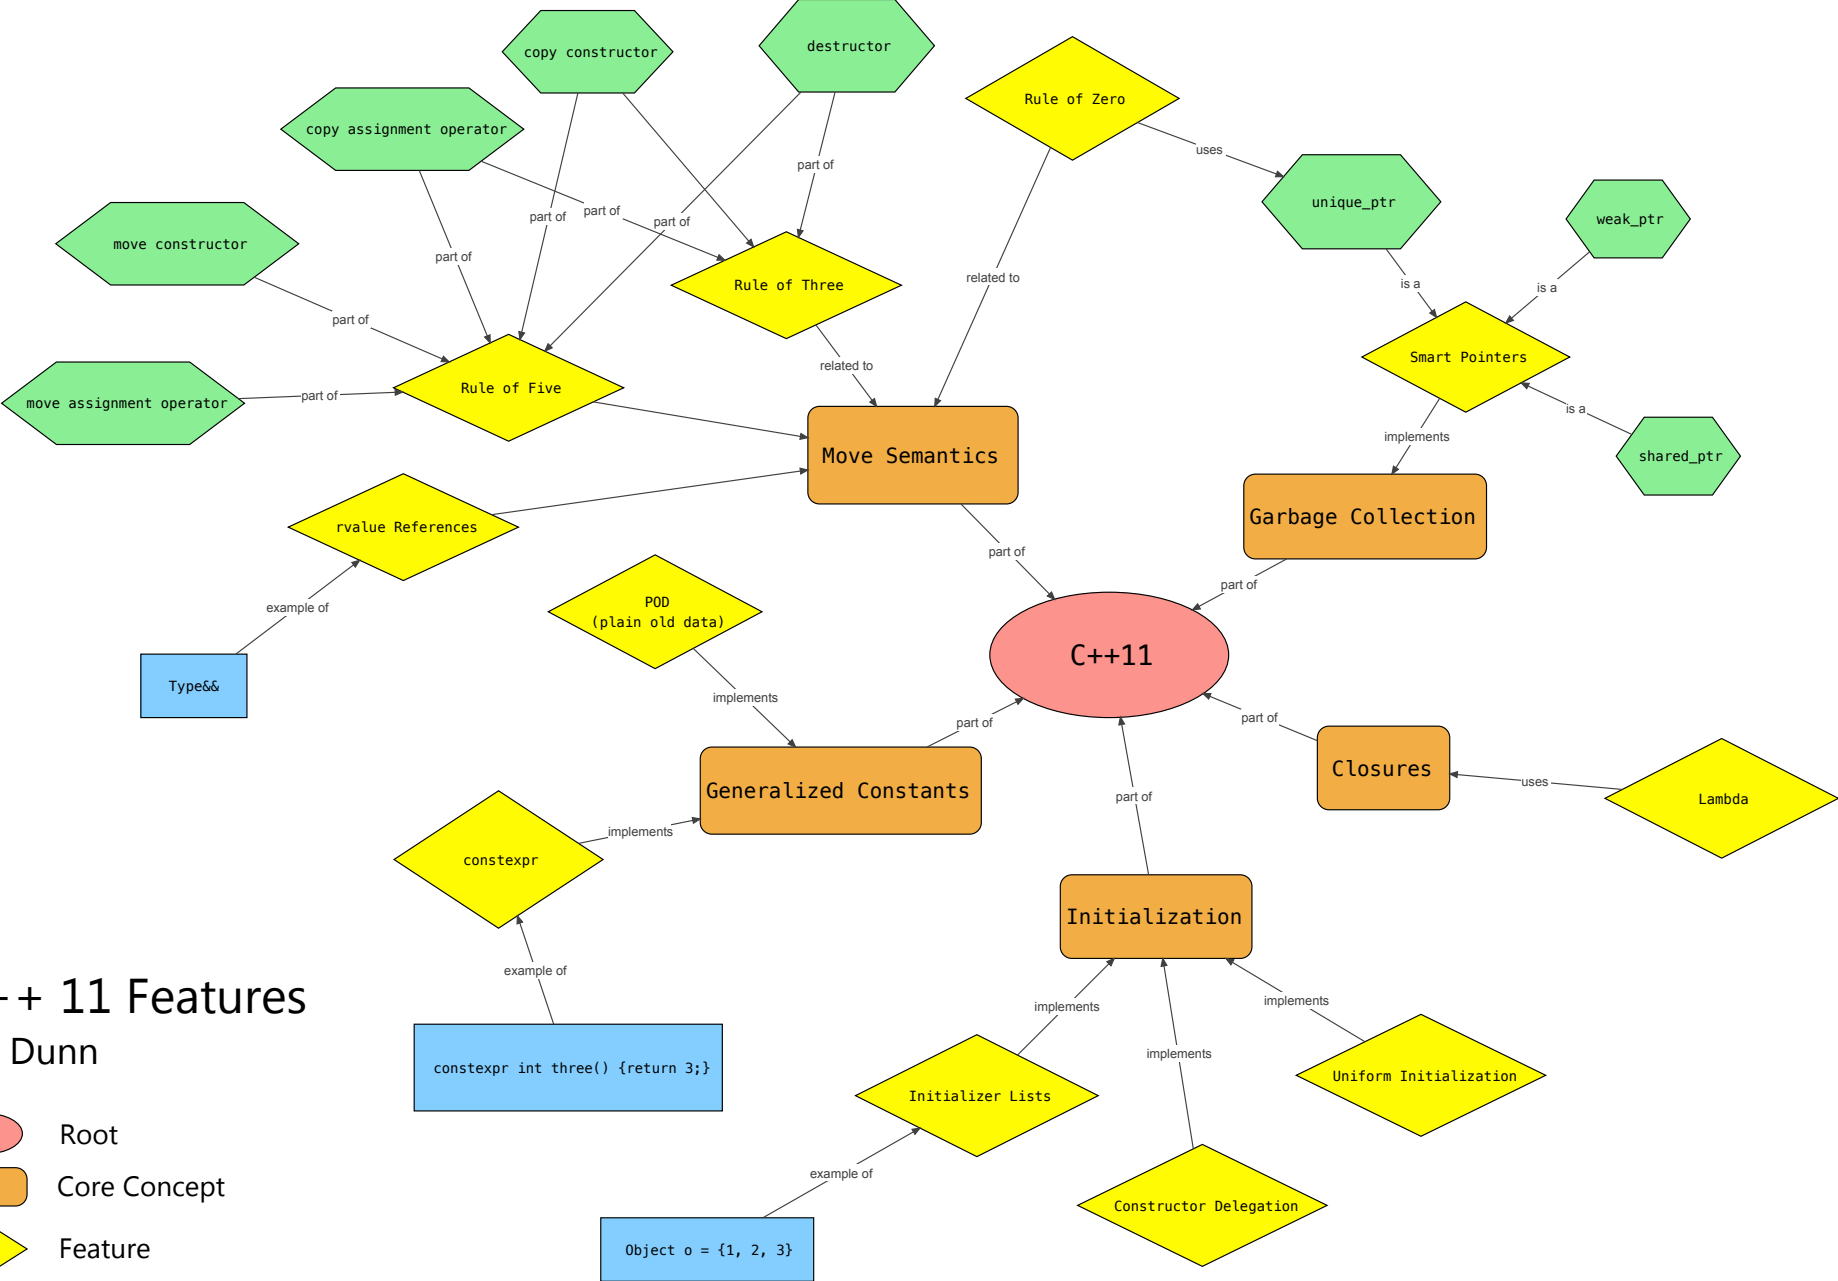 copy constructor
destructor
Rule of Zero
copy assignment operator
uses
part of
unique_ptr
weak_ptr
part of
part of
part of
move constructor
part of
related to
is a
is a
Rule of Three
part of
Smart Pointers
related to
Rule of Five
part of
move assignment operator
is a
implements
Move Semantics
shared_ptr
Garbage Collection
rvalue References
part of
part of
example of
POD
(plain old data)
C++11
Type&&
implements
part of
part of
Closures
uses
Lambda
Generalized Constants
part of
implements
constexpr
Initialization
example of
++ 11 Features
implements
implements
Dunn
implements
constexpr int three() {return 3;}
Uniform Initialization
Initializer Lists
Root
example of
Core Concept
Constructor Delegation
Feature
Object o = {1, 2, 3}